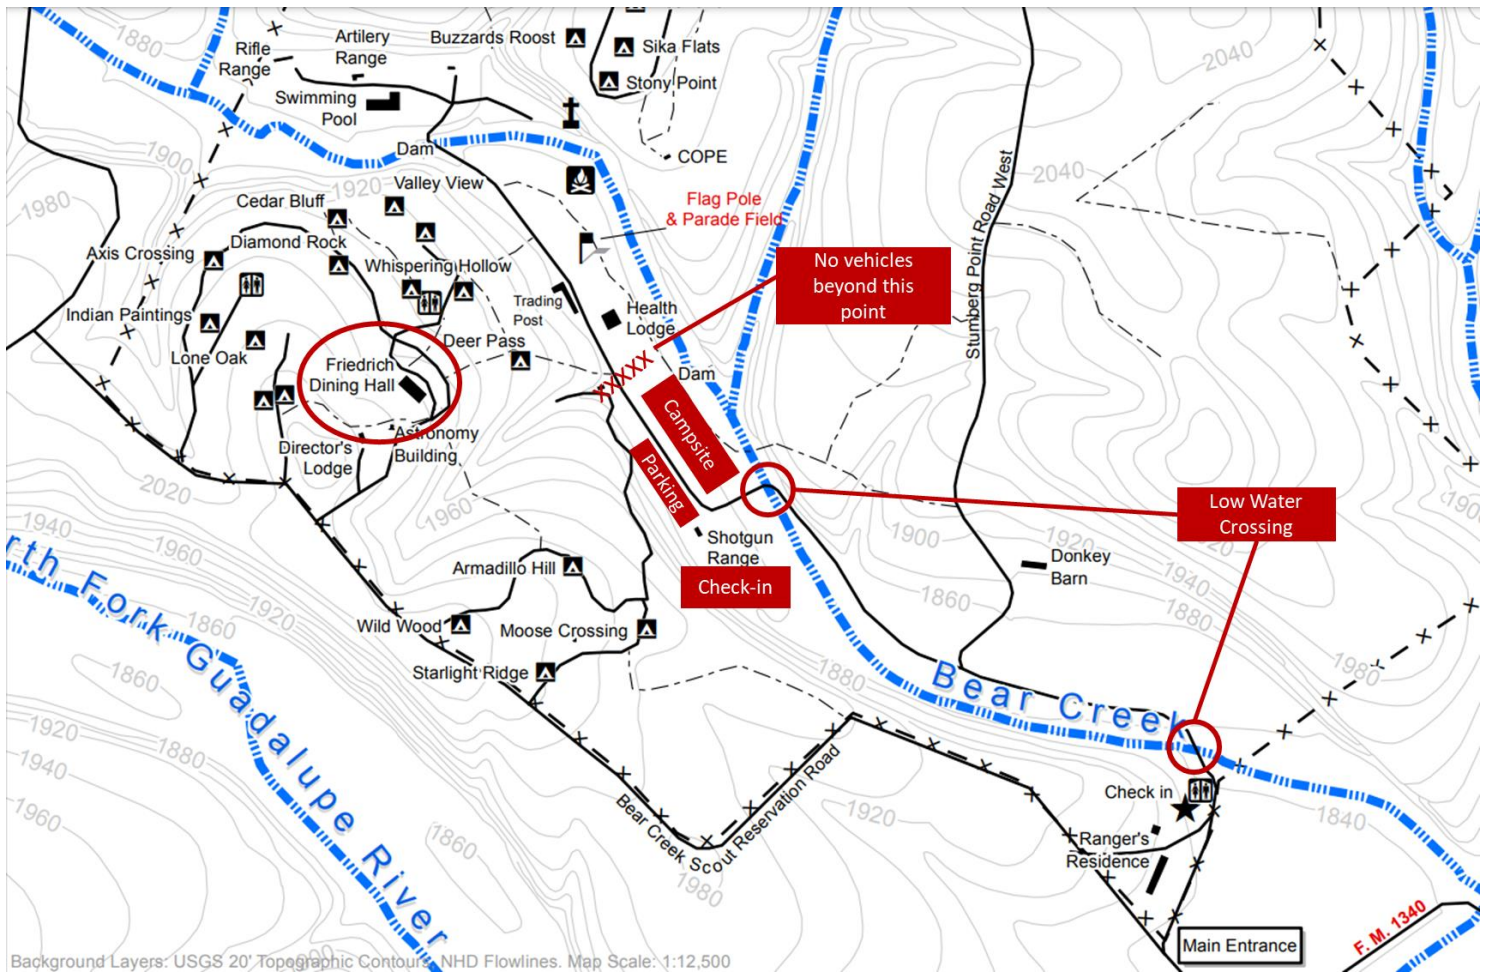 1880
Rifle
Range
Artilery
Range
Buzzards Roost
Sika Flats
Stony Point
2040
Swimming
Pool
Dam
COPE
1900
1920
Valley View
1980
Cedar Bluff
Flag Pole
& Parade Field
2040
Stumberg Point Road West
Axis Crossing
Diamond Rock
Whispering Hollow
No vehicles
beyond this
point
Indian Paintings
Trading
Post
Health
Lodge
Lone Oak
Deer Pass
XXXXX
Friedrich
Dining Hall
Dam
Campsite
Astronomy
Building
Director's
Lodge
Parking
2020
1960
Low Water
Crossing
1940
1960
1900
Shotgun
Range
Donkey
Barn
1940
Check-in
Armadillo Hill
1860
1880
1920
Wild Wood
Moose Crossing
1860
Starlight Ridge
1880
1980
rth Fork Guadalupe River
Bear Creek
1860
1920
1880
1940
Check in
Bear Creek Scout Reservation Road
1920
1840
1960
1860
Ranger's
Residence
1980
F. M. 1340
Main Entrance
Background Layers: USGS 20' Topographic Contours, NHD Flowlines. Map Scale: 1:12,500